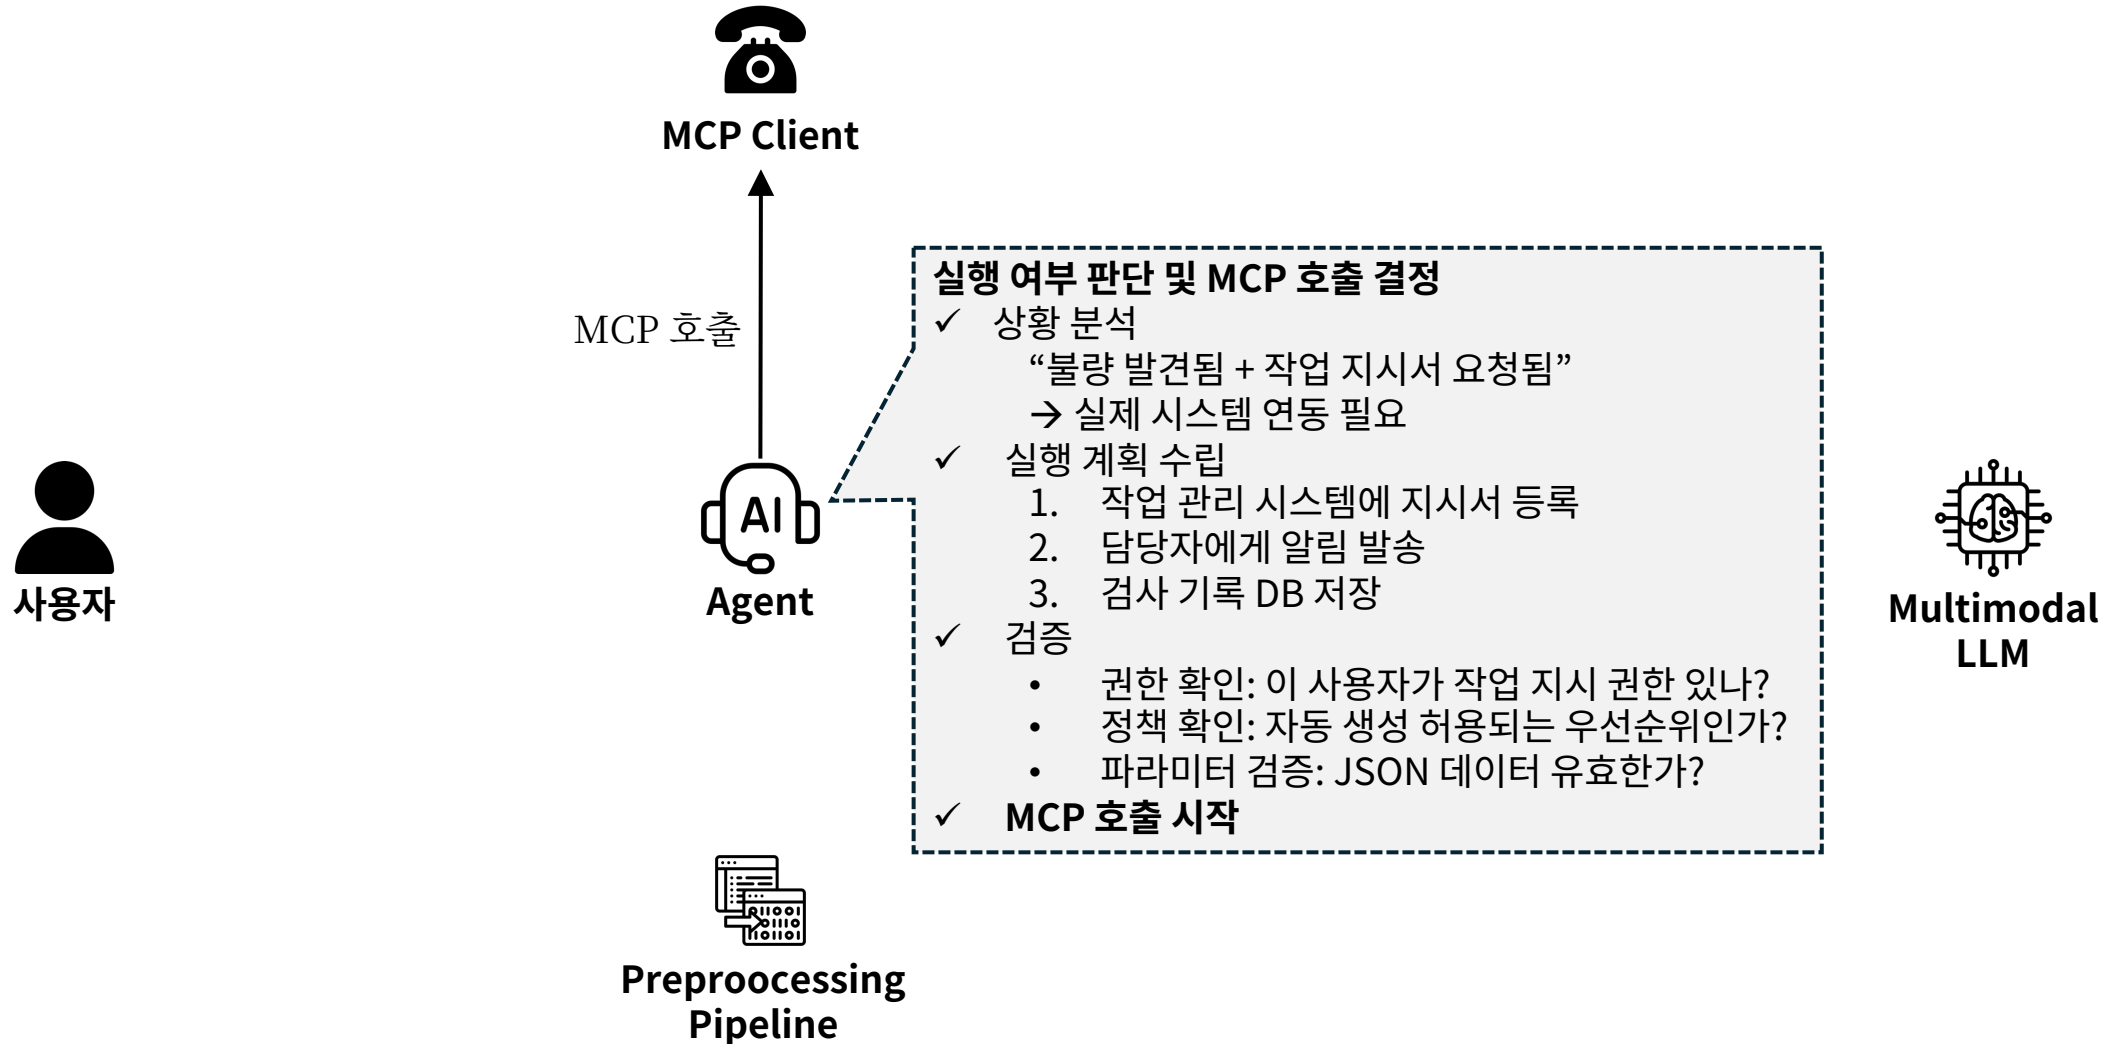 MCP Client
MCP 호출
실행 여부 판단 및 MCP 호출 결정
✓ 상황 분석
“불량 발견됨 + 작업 지시서 요청됨”
→ 실제 시스템 연동 필요
✓ 실행 계획 수립
1. 작업 관리 시스템에 지시서 등록
2. 담당자에게 알림 발송
3. 검사 기록 DB 저장
✓ 검증
• 권한 확인: 이 사용자가 작업 지시 권한 있나?
• 정책 확인: 자동 생성 허용되는 우선순위인가?
• 파라미터 검증: JSON 데이터 유효한가?
✓ MCP 호출 시작
사용자
AI
Agent
Multimodal
LLM
Preproocessing
Pipeline